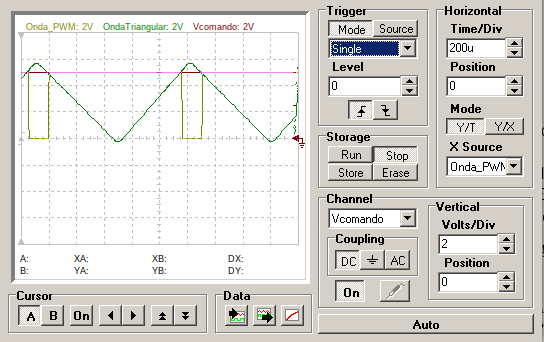 Onda_PWM: 2V OndaTriangular: 2V Vcomando: 2V
A: XA: XB: DX:
B: YA: YB: DY:
Cursor
A B On
Data
Trigger
Mode Source
Single
Level
0
Storage
Run Stop
Store Erase
Horizontal
Time/Div
200u
Position
0
Mode
Y/T Y/X
X Source
Onda_PWM
Channel
Vcomando
Coupling
DC AC
On
Vertical
Volts/Div
2
Position
0
Auto